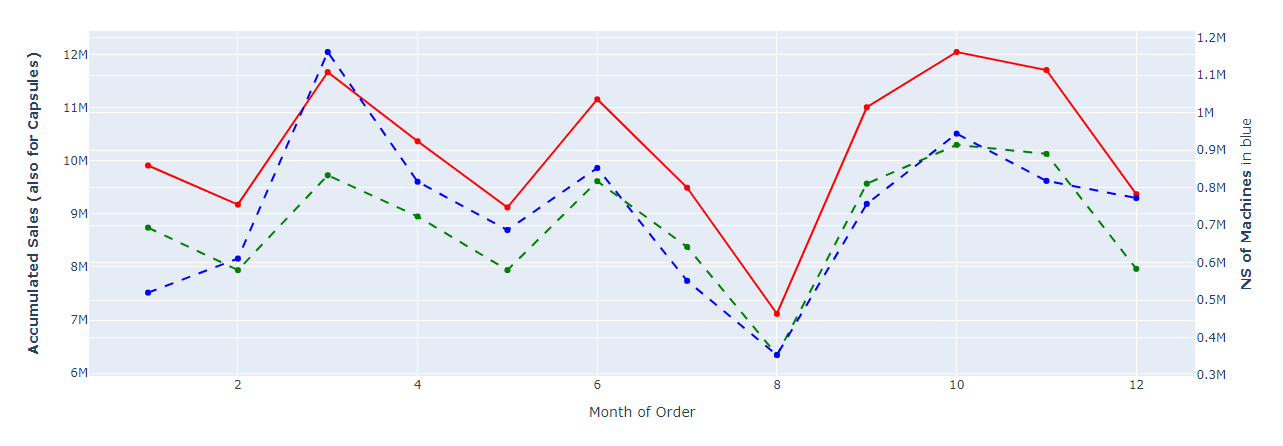 Accumulated Sales (also for Capsules)
12M
11M
10M
9M
8M
7M
6M
2
4
6
8
10
12
Month of Order
1.2M
1.1M
1M
0.9M
0.8M
0.7M
0.6M
0.5M
0.4M
0.3M
NS of Machines in blue